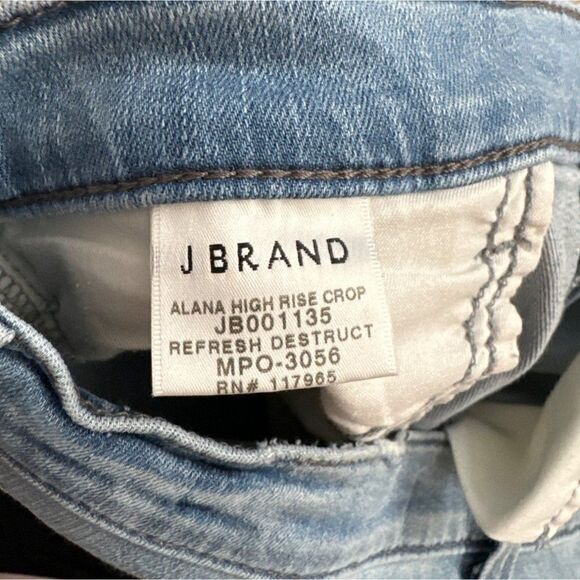 J BRAND
ALANA HIGH RISE CROP
JB001135
REFRESH DESTRUCT
MPO-3056
RN# 117965